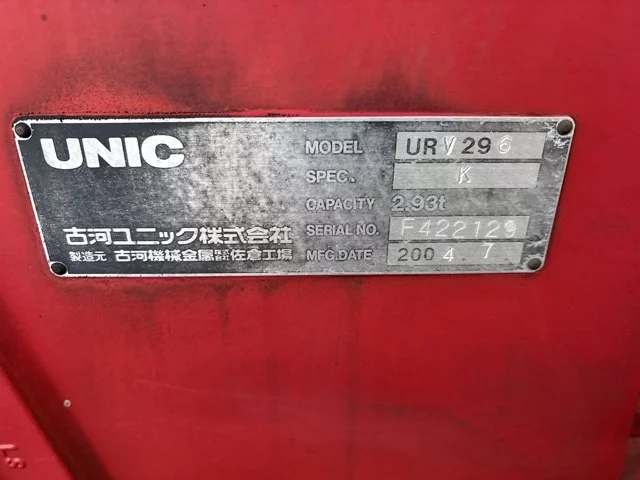 UNIC
MODEL URV296
SPEC. K
CAPACITY 2.93t
古河ユニック株式会社
SERIAL NO. F422129
製造元 古河機械金属株式会社佐倉工場
MFG.DATE 2004 7